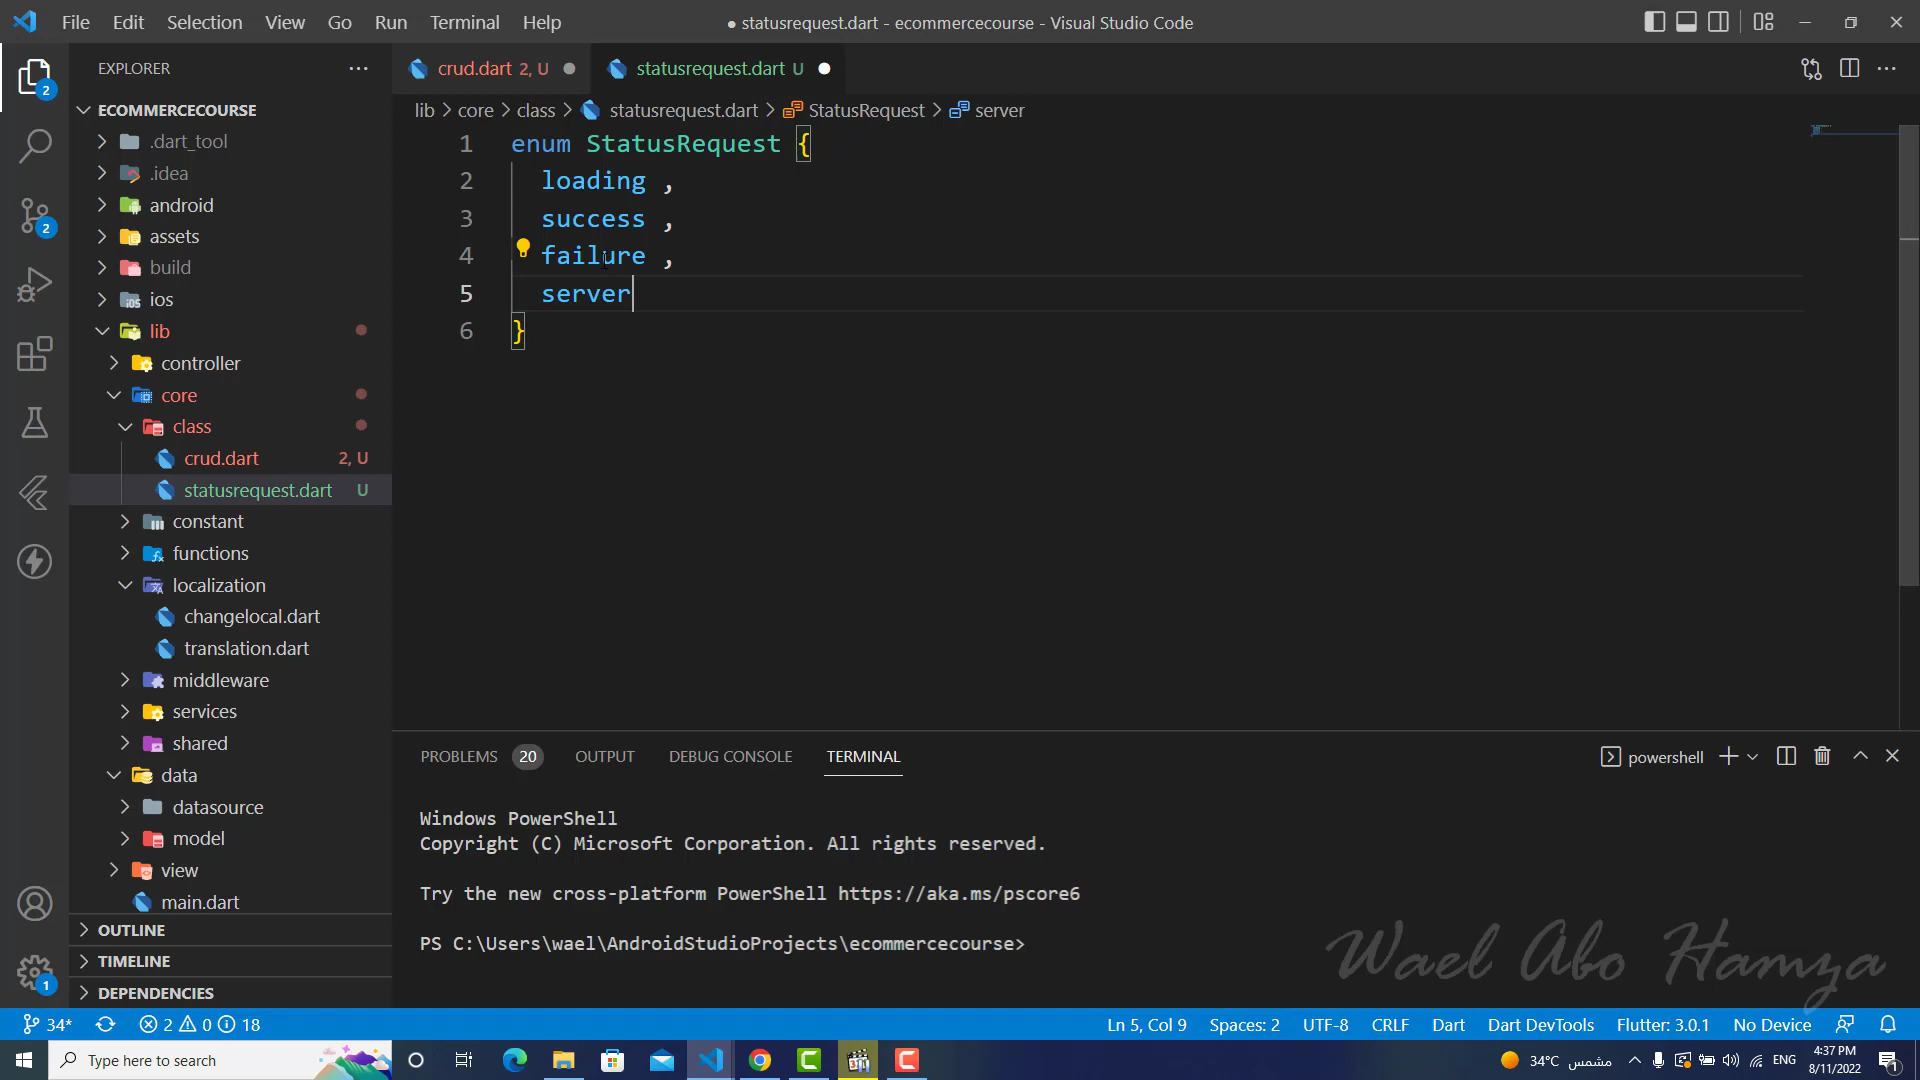 File Edit Selection View Go Run Terminal Help
● statusrequest.dart - ecommercecourse - Visual Studio Code
EXPLORER
crud.dart 2, U
statusrequest.dart U
ECOMMERCECOURSE
lib > core > class > statusrequest.dart > StatusRequest > server
.dart_tool
.idea
android
assets
build
ios
lib
controller
core
class
crud.dart 2, U
statusrequest.dart U
constant
functions
localization
changelocal.dart
translation.dart
middleware
services
shared
data
datasource
model
view
main.dart
OUTLINE
TIMELINE
DEPENDENCIES
1 enum StatusRequest {
2 loading ,
3 success ,
4 failure ,
5 server
6 }
PROBLEMS 20 OUTPUT DEBUG CONSOLE TERMINAL
powershell
Windows PowerShell
Copyright (C) Microsoft Corporation. All rights reserved.
Try the new cross-platform PowerShell https://aka.ms/pscore6
PS C:\Users\wael\AndroidStudioProjects\ecommercecourse>
Wael Abo Hamza
2
2
1
34* 2 0 18
Ln 5, Col 9 Spaces: 2 UTF-8 CRLF Dart Dart DevTools Flutter: 3.0.1 No Device
Type here to search
34°C مشمس ENG
4:37 PM
8/11/2022
1